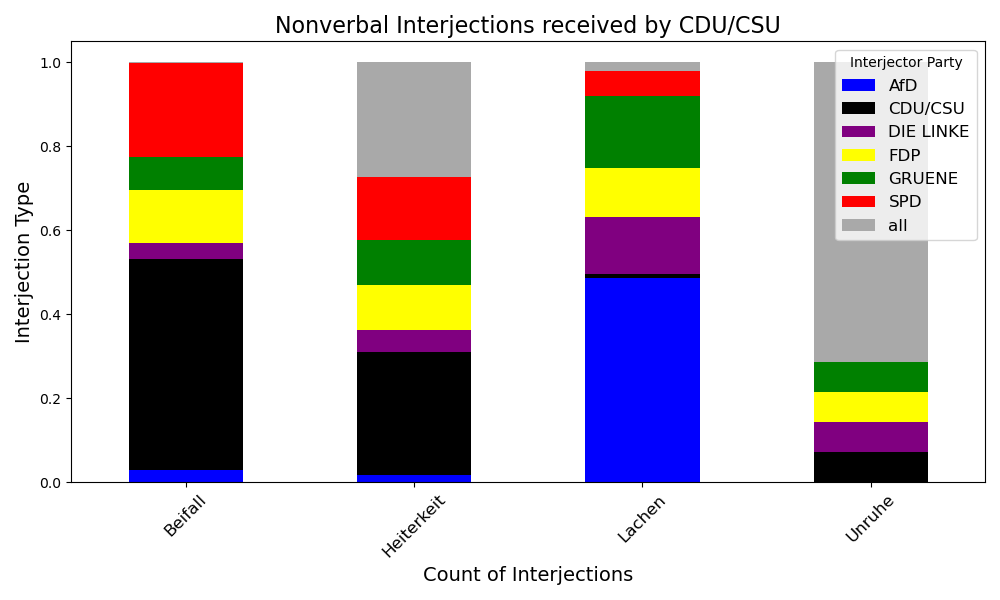 Nonverbal Interjections received by CDU/CSU
Interjection Type
1.0
0.8
0.6
0.4
0.2
0.0
Interjector Party
AfD
CDU/CSU
DIE LINKE
FDP
GRUENE
SPD
all
Beifall
Heiterkeit
Lachen
Unruhe
Count of Interjections